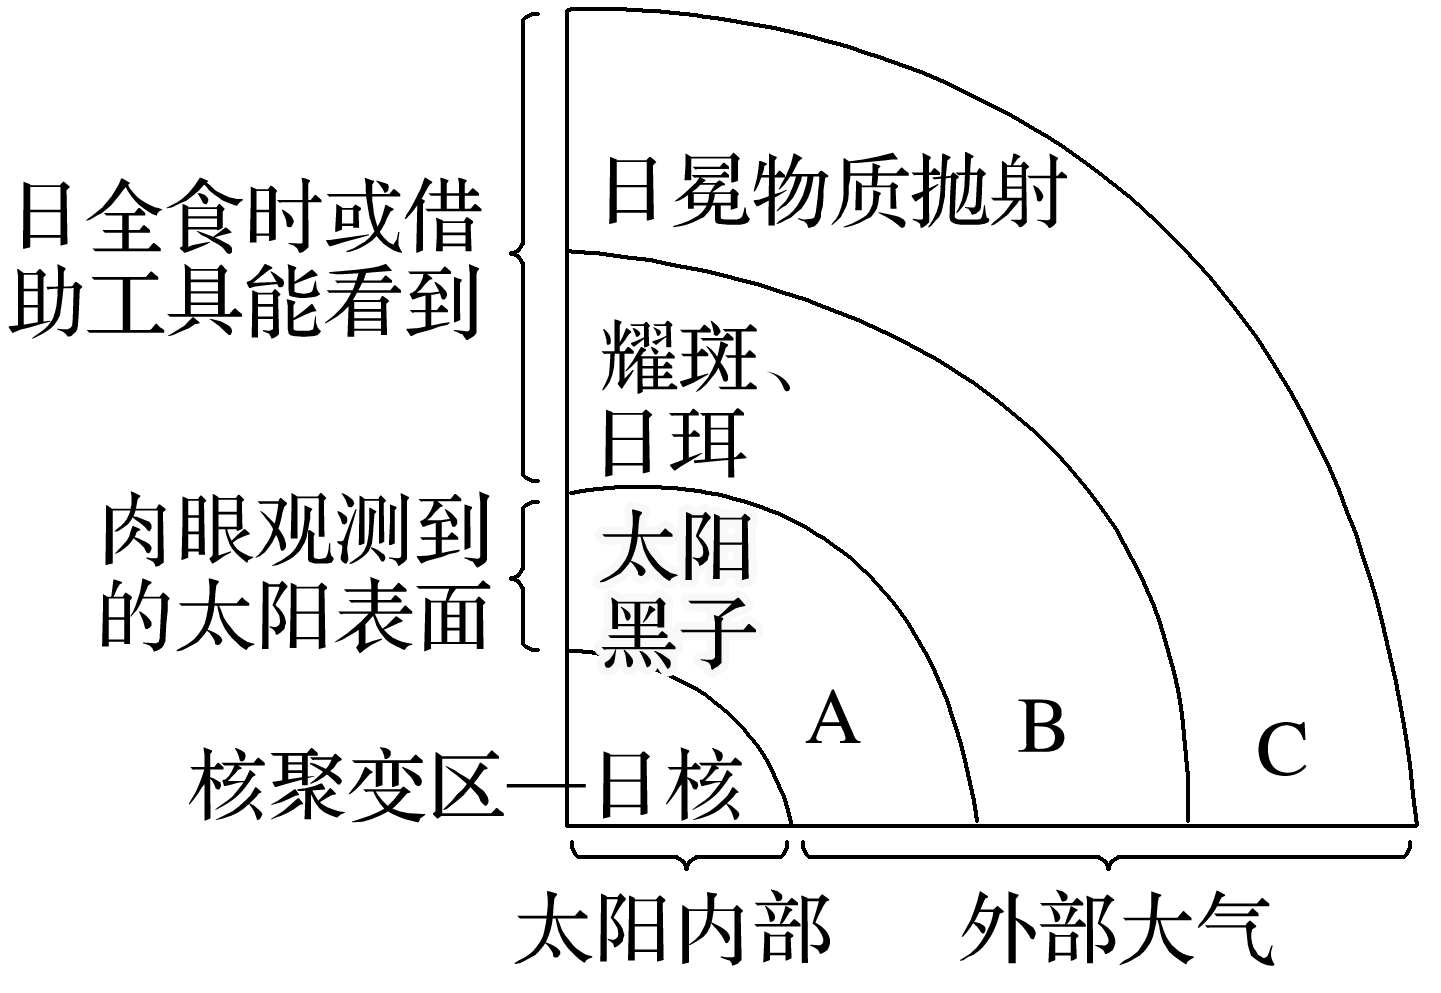 日冕物质抛射
日全食时或借
助工具能看到
耀斑、
日珥
肉眼观测到
的太阳表面
太阳
黑子
A
B
C
核聚变区
日核
太阳内部
外部大气